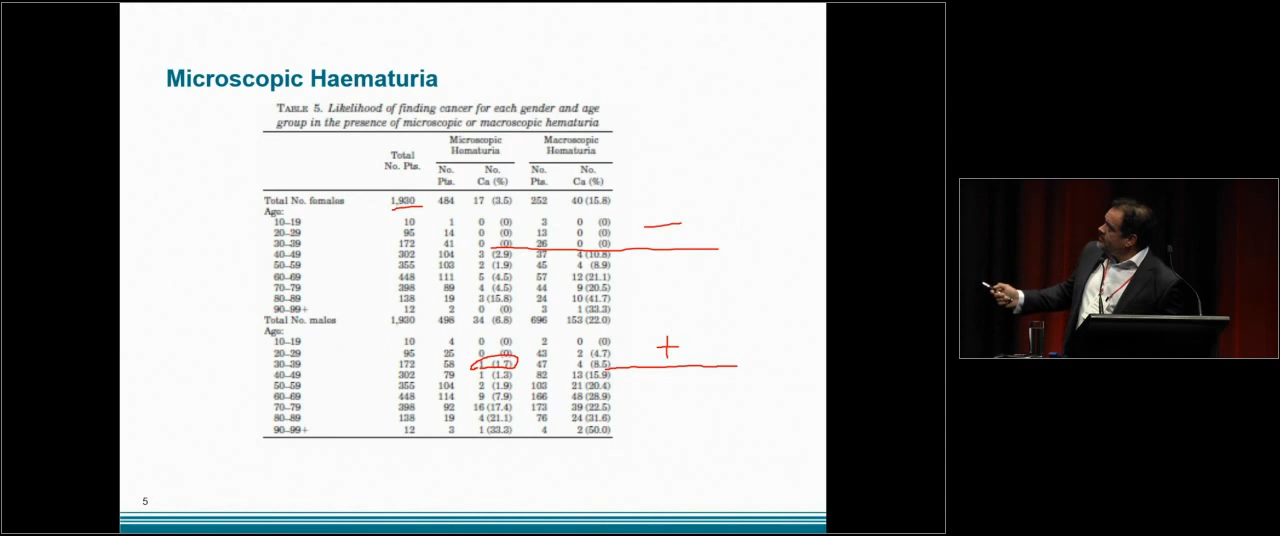 Microscopic Haematuria
TABLE 5. Likelihood of finding cancer for each gender and age
group in the presence of microscopic or macroscopic hematuria
Total No. Pts. Microscopic Hematuria Macroscopic Hematuria
No. Pts. No. Ca (%) No. Pts. No. Ca (%)
Total No. females 1,930 484 17 (3.5) 252 40 (15.8)
Age:
10–19 10 1 0 (0) 3 0 (0)
20–29 95 14 0 (0) 13 0 (0)
30–39 172 41 0 (0) 26 0 (0)
40–49 302 104 3 (2.9) 37 4 (10.8)
50–59 355 103 2 (1.9) 45 4 (8.9)
60–69 448 111 5 (4.5) 57 12 (21.1)
70–79 398 89 4 (4.5) 44 9 (20.5)
80–89 138 19 3 (15.8) 24 10 (41.7)
90–99+ 12 2 0 (0) 3 1 (33.3)
Total No. males 1,930 498 34 (6.8) 696 153 (22.0)
Age:
10–19 10 4 0 (0) 2 0 (0)
20–29 95 25 0 (0) 43 2 (4.7)
30–39 172 58 1 (1.7) 47 4 (8.5)
40–49 302 79 1 (1.3) 82 13 (15.9)
50–59 355 104 2 (1.9) 103 21 (20.4)
60–69 448 114 9 (7.9) 166 48 (28.9)
70–79 398 92 16 (17.4) 173 39 (22.5)
80–89 138 19 4 (21.1) 76 24 (31.6)
90–99+ 12 3 1 (33.3) 4 2 (50.0)
– 
+
5